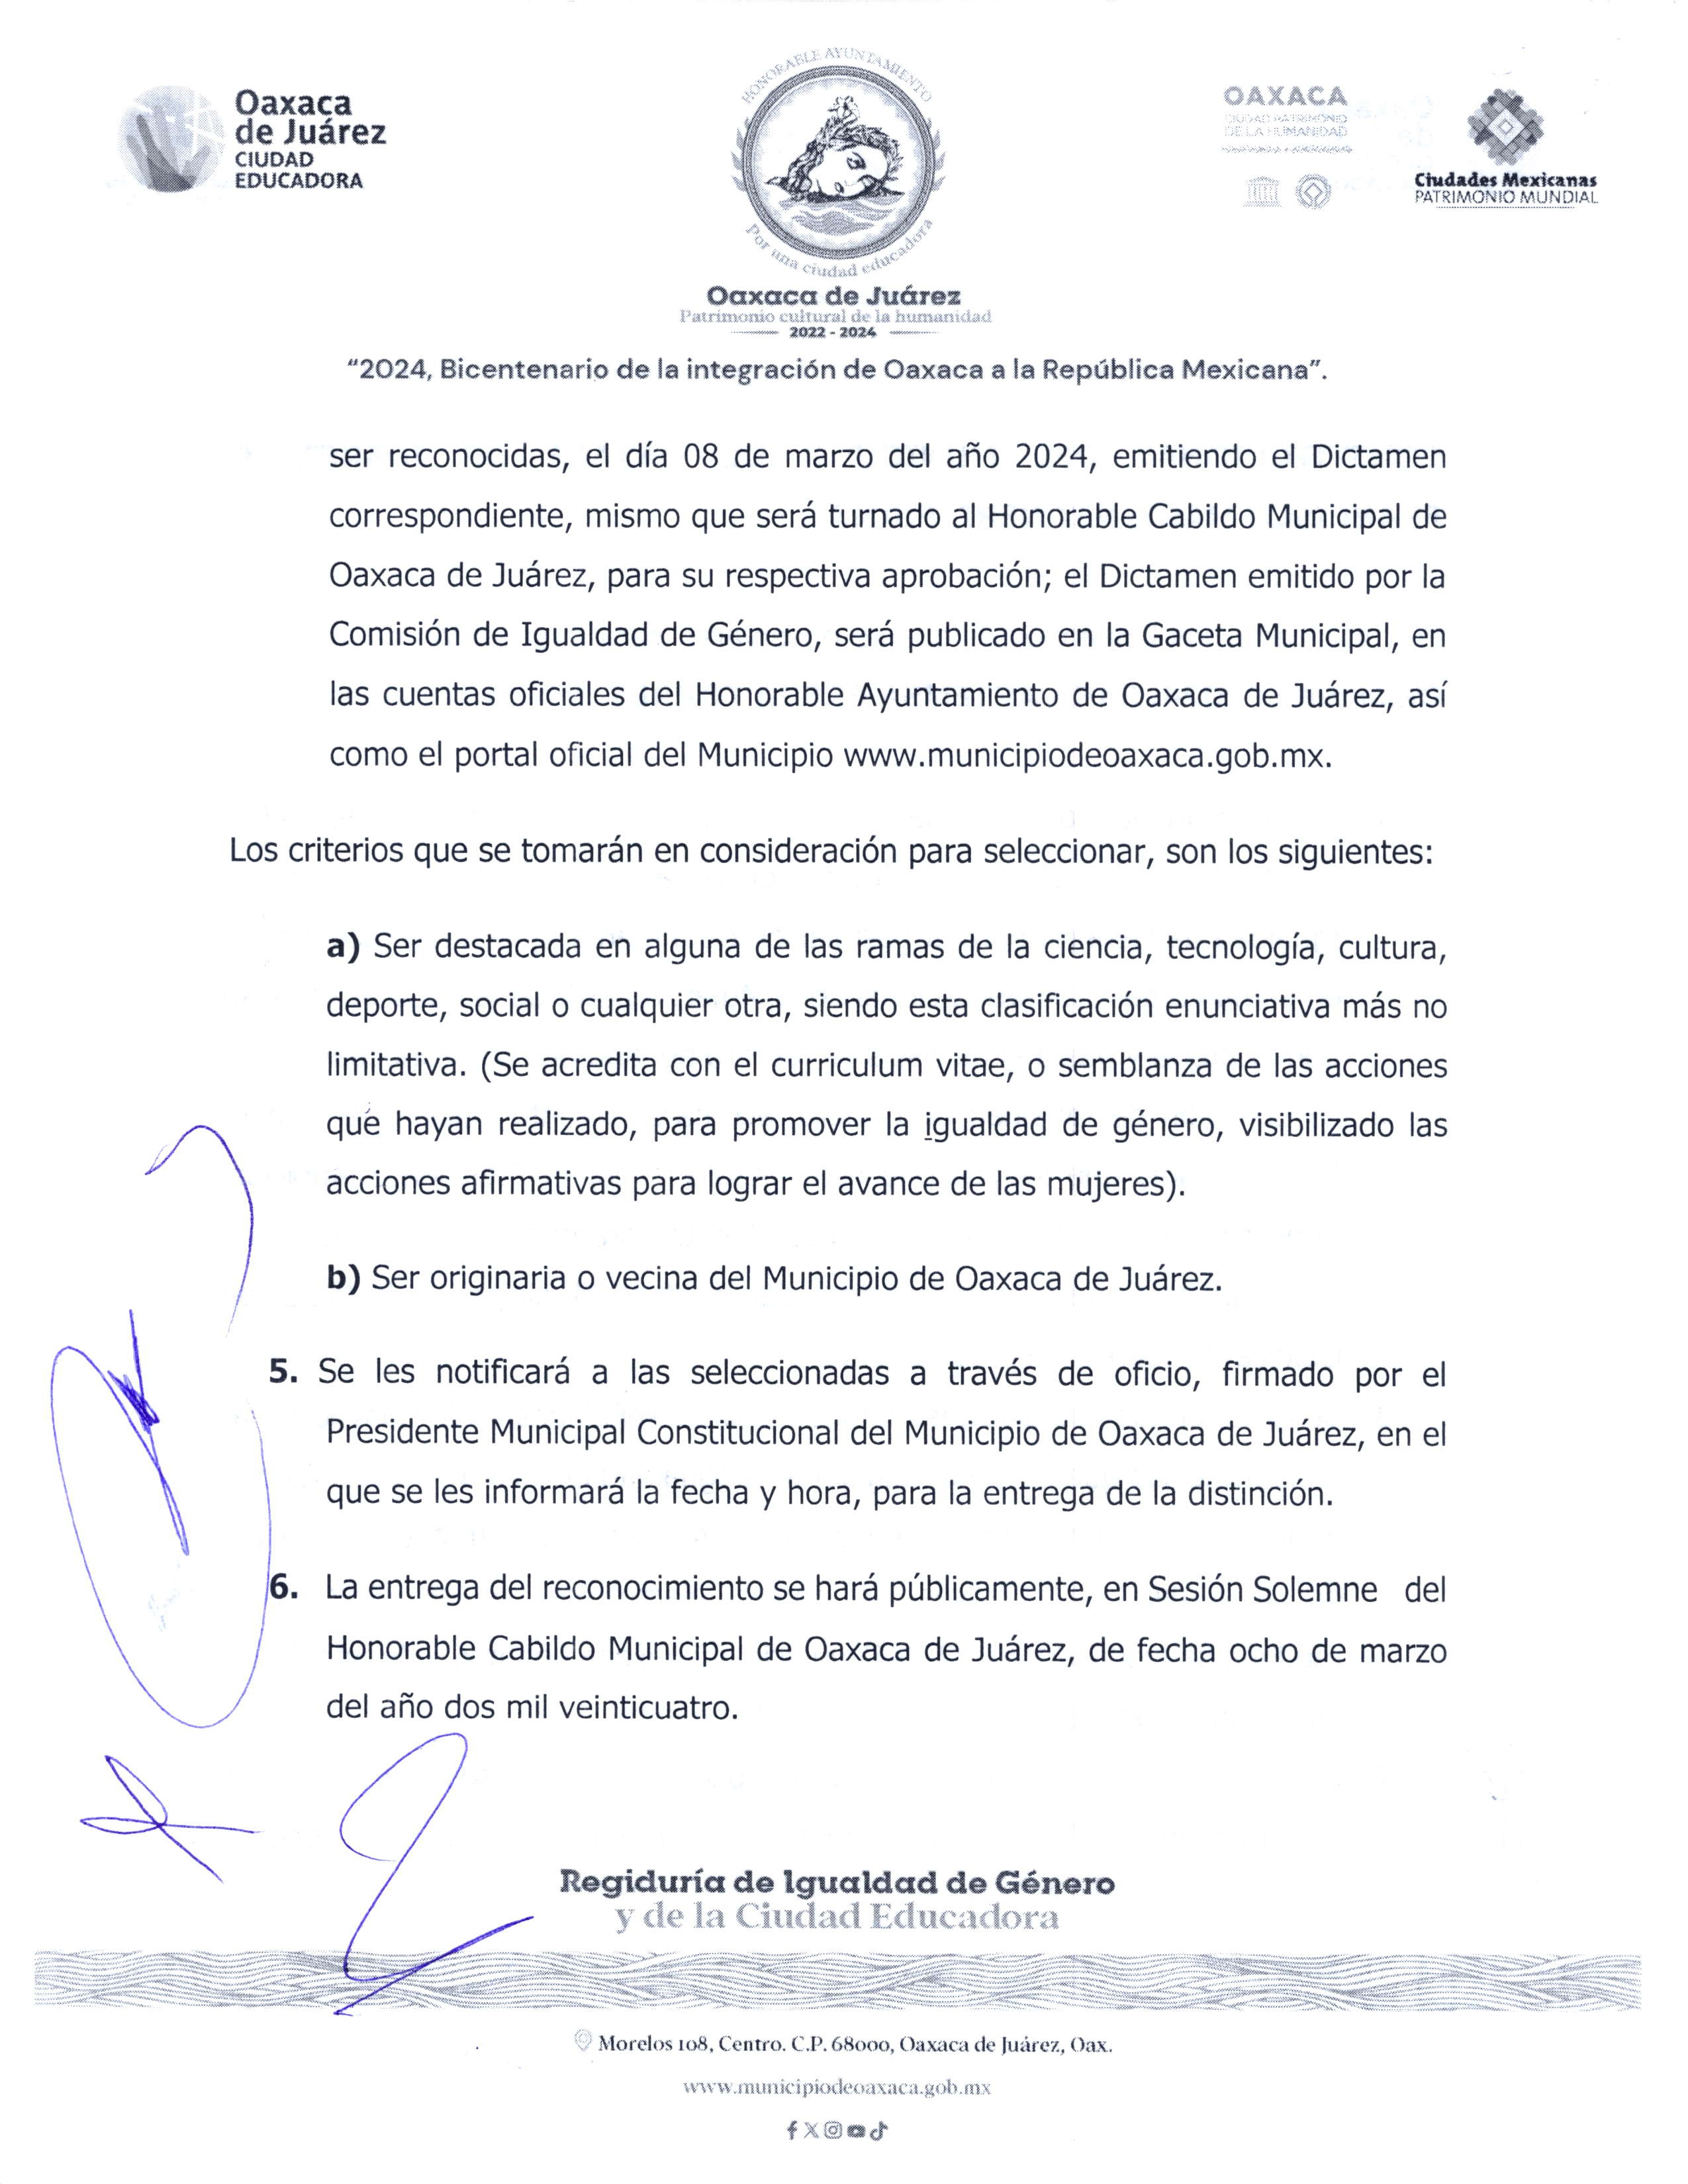 Oaxaca
de Juárez
CIUDAD
EDUCADORA
HONORABLE AYUNTAMIENTO
Por una ciudad educadora
Oaxaca de Juárez
Patrimonio cultural de la humanidad
2022 - 2024
OAXACA
CIUDAD PATRIMONIO
DE LA HUMANIDAD
Ciudades Mexicanas
PATRIMONIO MUNDIAL
“2024, Bicentenario de la integración de Oaxaca a la República Mexicana”.
ser reconocidas, el día 08 de marzo del año 2024, emitiendo el Dictamen
correspondiente, mismo que será turnado al Honorable Cabildo Municipal de
Oaxaca de Juárez, para su respectiva aprobación; el Dictamen emitido por la
Comisión de Igualdad de Género, será publicado en la Gaceta Municipal, en
las cuentas oficiales del Honorable Ayuntamiento de Oaxaca de Juárez, así
como el portal oficial del Municipio www.municipiodeoaxaca.gob.mx.
Los criterios que se tomarán en consideración para seleccionar, son los siguientes:
a) Ser destacada en alguna de las ramas de la ciencia, tecnología, cultura,
deporte, social o cualquier otra, siendo esta clasificación enunciativa más no
limitativa. (Se acredita con el curriculum vitae, o semblanza de las acciones
que hayan realizado, para promover la igualdad de género, visibilizado las
acciones afirmativas para lograr el avance de las mujeres).
b) Ser originaria o vecina del Municipio de Oaxaca de Juárez.
5. Se les notificará a las seleccionadas a través de oficio, firmado por el
Presidente Municipal Constitucional del Municipio de Oaxaca de Juárez, en el
que se les informará la fecha y hora, para la entrega de la distinción.
6. La entrega del reconocimiento se hará públicamente, en Sesión Solemne del
Honorable Cabildo Municipal de Oaxaca de Juárez, de fecha ocho de marzo
del año dos mil veinticuatro.
Regiduría de Igualdad de Género
y de la Ciudad Educadora
Morelos 108, Centro. C.P. 68000, Oaxaca de Juárez, Oax.
www.municipiodeoaxaca.gob.mx